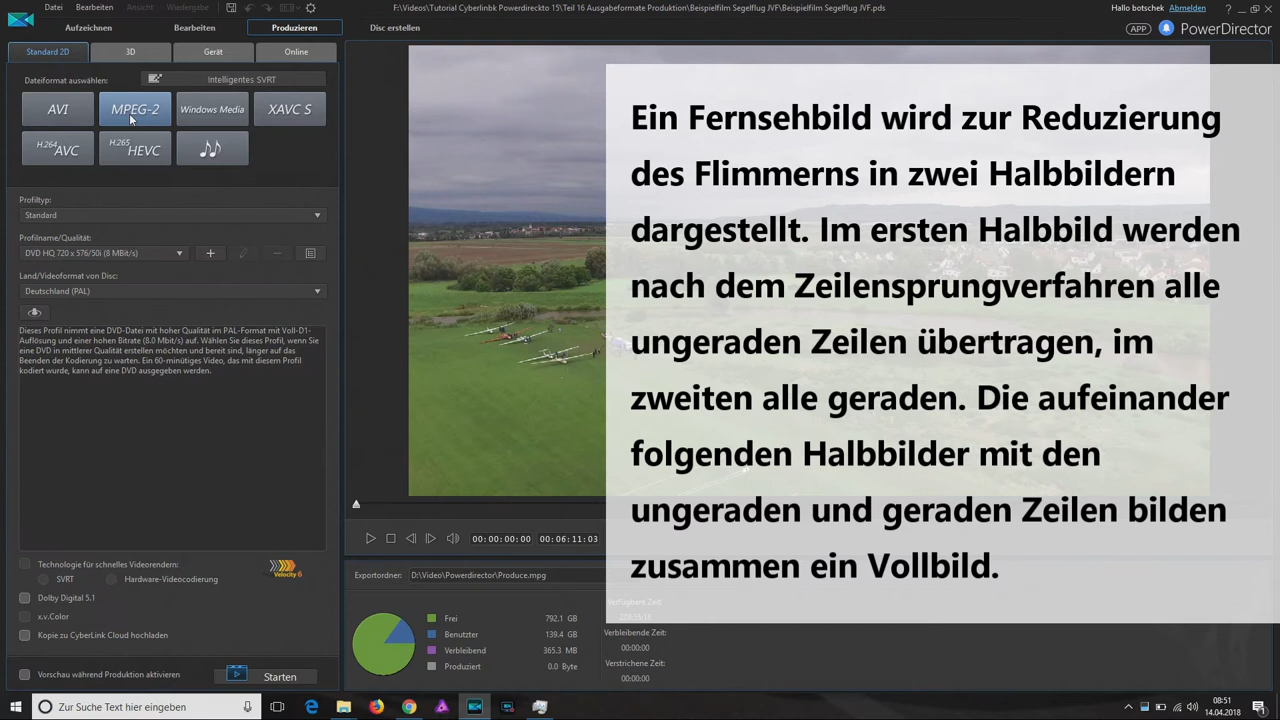 Datei Bearbeiten Ansicht Wiedergabe
F:\Videos\Tutorial Cyberlink Powerdireckto 15\Teil 16 Ausgabeformate Produktion\Beispielfilm Segelflug JVF\Beispielfilm Segelflug JVF.pds
Hallo botschek Abmelden
Aufzeichnen Bearbeiten Produzieren Disc erstellen
APP PowerDirector
Standard 2D 3D Gerät Online
Dateiformat auswählen: Intelligentes SVRT
AVI MPEG-2 Windows Media XAVC S
H.264 AVC H.265 HEVC
Profiltyp:
Standard
Profilname/Qualität:
DVD HQ 720 x 576/50i (8 MBit/s)
Land/Videoformat von Disc:
Deutschland (PAL)
Dieses Profil nimmt eine DVD-Datei mit hoher Qualität im PAL-Format mit Voll-D1-
Auflösung und einer hohen Bitrate (8.0 Mbit/s) auf. Wählen Sie dieses Profil, wenn Sie
eine DVD in mittlerer Qualität erstellen möchten und bereit sind, länger auf das
Beenden der Kodierung zu warten. Ein 60-minütiges Video, das mit diesem Profil
kodiert wurde, kann auf eine DVD ausgegeben werden.
Technologie für schnelles Videorendern:
SVRT Hardware-Videocodierung
Velocity 6
Dolby Digital 5.1
x.v.Color
Kopie zu CyberLink Cloud hochladen
Vorschau während Produktion aktivieren
Starten
Ein Fernsehbild wird zur Reduzierung
des Flimmerns in zwei Halbbildern
dargestellt. Im ersten Halbbild werden
nach dem Zeilensprungverfahren alle
ungeraden Zeilen übertragen, im
zweiten alle geraden. Die aufeinander
folgenden Halbbilder mit den
ungeraden und geraden Zeilen bilden
zusammen ein Vollbild.
00:00:00:00 00:06:11:03
Exportordner: D:\Video\Powerdirector\Produce.mpg
Frei 792.1 GB
Benutzter 139.4 GB
Verbleibend 365.3 MB
Produziert 0.0 Byte
Verfügbare Zeit:
Verbleibende Zeit:
00:00:00
Verstrichene Zeit:
00:00:00
Zur Suche Text hier eingeben
08:51
14.04.2018